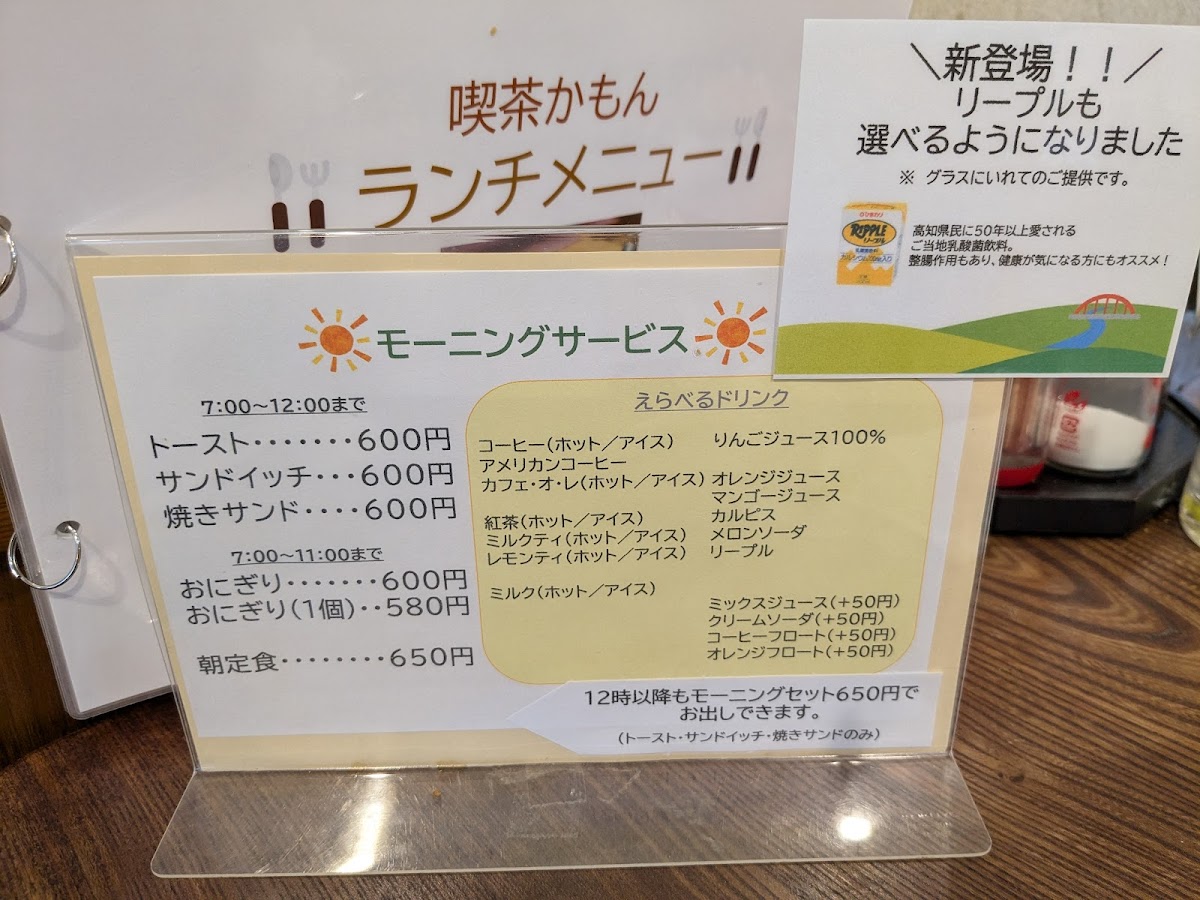 喫茶かもん
ランチメニュー
＼新登場！！／
リープルも
選べるようになりました
※ グラスにいれてのご提供です。
RIPPLE
リープル
高知県民に50年以上愛される
ご当地乳酸菌飲料。
整腸作用もあり、健康が気になる方にもオススメ！
モーニングサービス
7:00～12:00まで
トースト・・・・・・・600円
サンドイッチ・・・600円
焼きサンド・・・・600円
7:00～11:00まで
おにぎり・・・・・・・600円
おにぎり(1個)・・580円
朝定食・・・・・・・・650円
えらべるドリンク
コーヒー(ホット／アイス)
アメリカンコーヒー
カフェ・オ・レ(ホット／アイス)
紅茶(ホット／アイス)
ミルクティ(ホット／アイス)
レモンティ(ホット／アイス)
ミルク(ホット／アイス)
りんごジュース100%
オレンジジュース
マンゴージュース
カルピス
メロンソーダ
リープル
ミックスジュース(+50円)
クリームソーダ(+50円)
コーヒーフロート(+50円)
オレンジフロート(+50円)
12時以降もモーニングセット650円で
お出しできます。
(トースト・サンドイッチ・焼きサンドのみ)